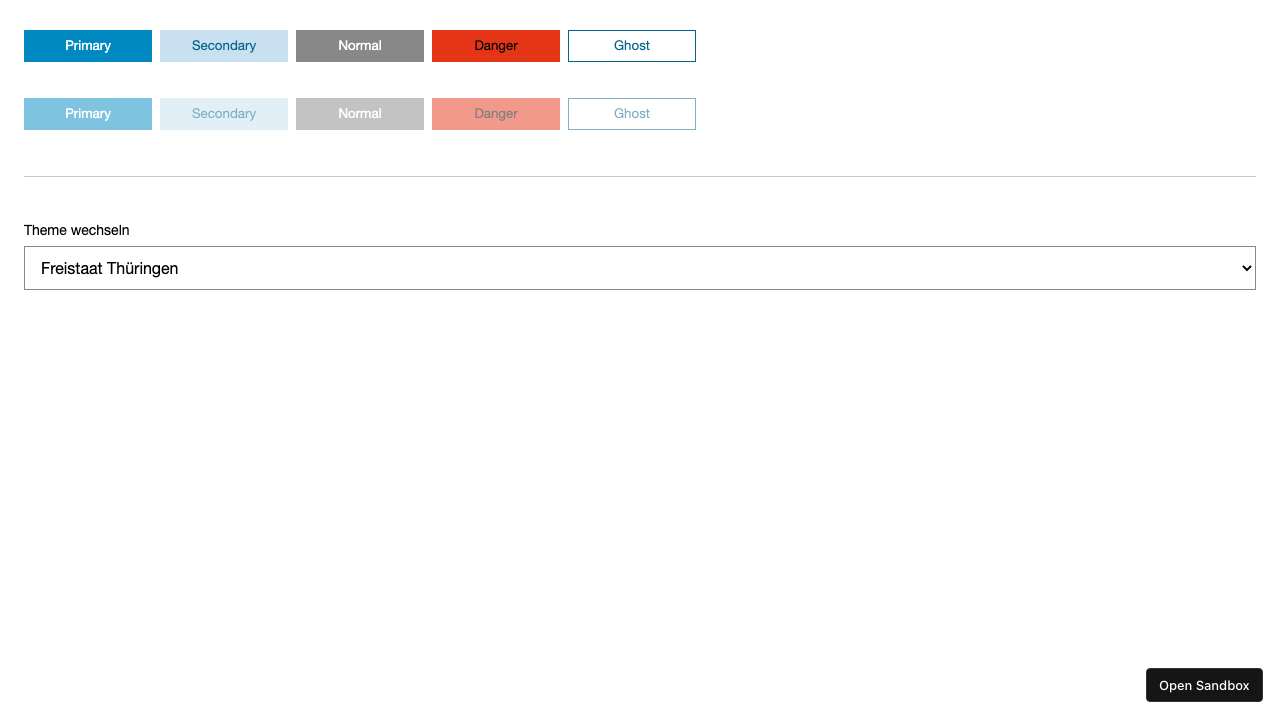 Primary Secondary Normal Danger Ghost
Primary Secondary Normal Danger Ghost
Theme wechseln
Freistaat Thüringen
Open Sandbox